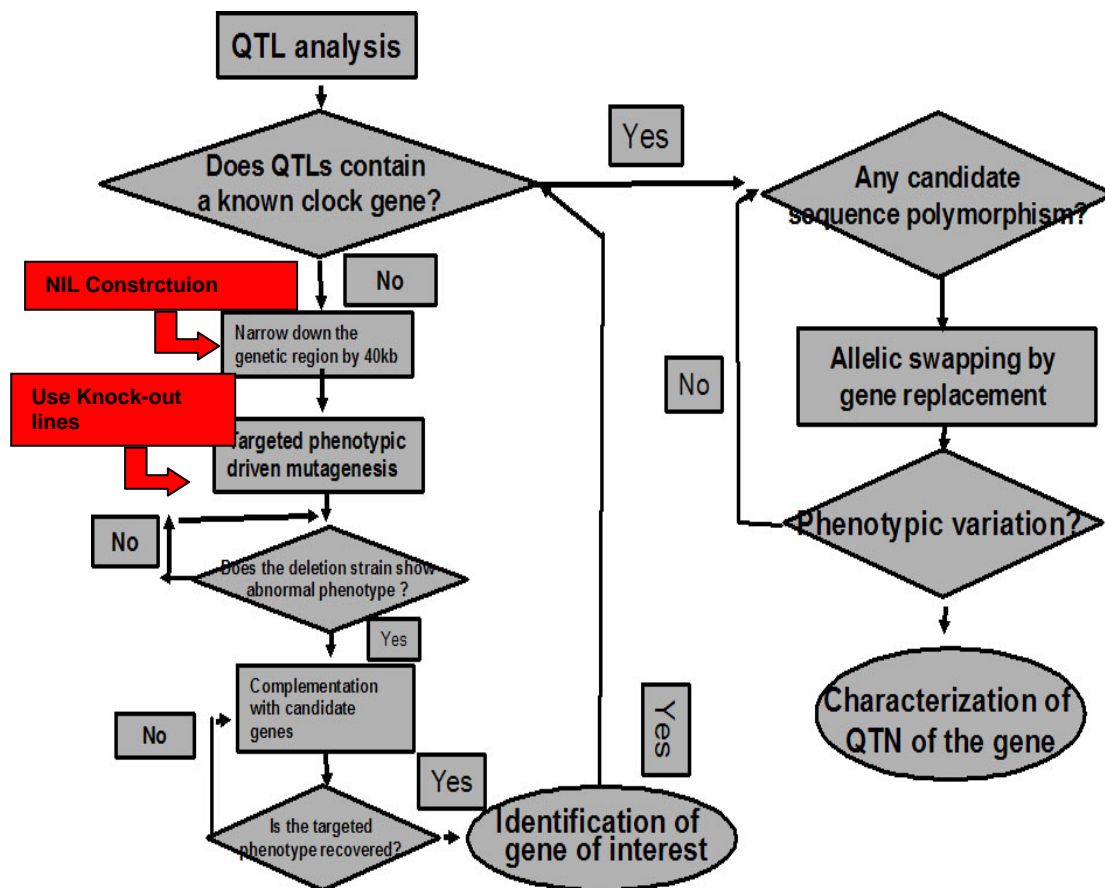 QTL analysis
Does QTLs contain
a known clock gene?
Yes
No
NIL Constrctuion
Narrow down the
genetic region by 40kb
Use Knock-out
lines
Targeted phenotypic
driven mutagenesis
No
Does the deletion strain show
abnormal phenotype ?
Yes
Complementation
with candidate
genes
No
Is the targeted
phenotype recovered?
Yes
Identification of
gene of interest
Yes
Any candidate
sequence polymorphism?
Allelic swapping by
gene replacement
No
Phenotypic variation?
Characterization of
QTN of the gene